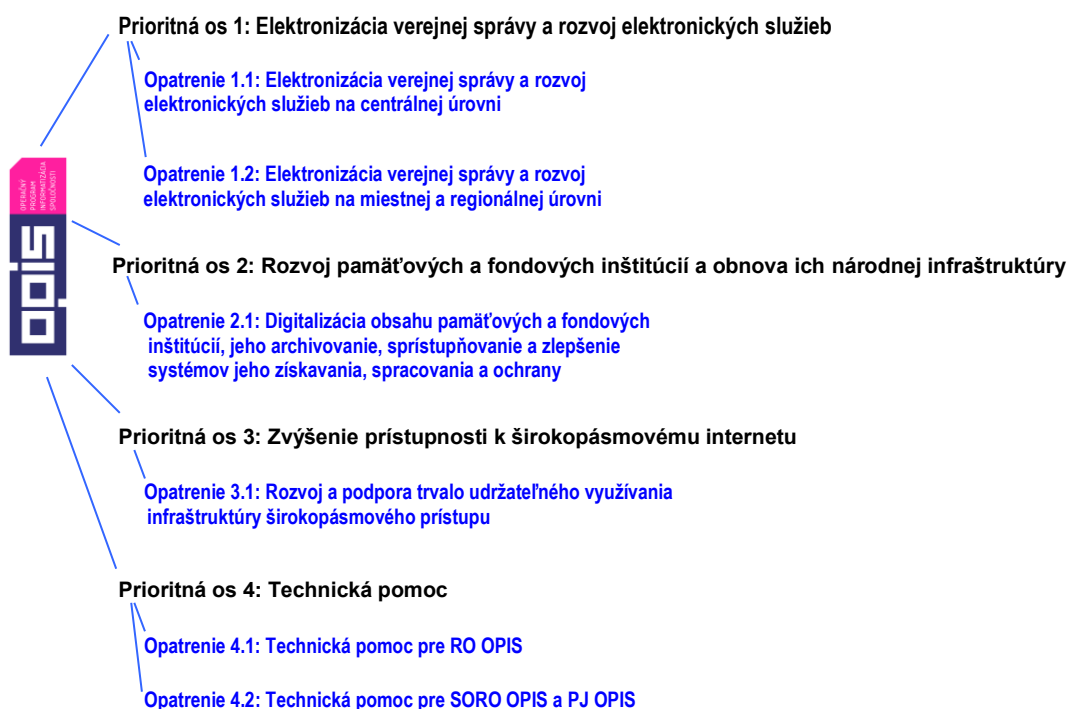 Prioritná os 1: Elektronizácia verejnej správy a rozvoj elektronických služieb
Opatrenie 1.1: Elektronizácia verejnej správy a rozvoj
elektronických služieb na centrálnej úrovni
Opatrenie 1.2: Elektronizácia verejnej správy a rozvoj
elektronických služieb na miestnej a regionálnej úrovni
OPERAČNÝ
PROGRAM
INFORMATIZÁCIA
SPOLOČNOSTI
opis
Prioritná os 2: Rozvoj pamäťových a fondových inštitúcií a obnova ich národnej infraštruktúry
Opatrenie 2.1: Digitalizácia obsahu pamäťových a fondových
inštitúcií, jeho archivovanie, sprístupňovanie a zlepšenie
systémov jeho získavania, spracovania a ochrany
Prioritná os 3: Zvýšenie prístupnosti k širokopásmovému internetu
Opatrenie 3.1: Rozvoj a podpora trvalo udržateľného využívania
infraštruktúry širokopásmového prístupu
Prioritná os 4: Technická pomoc
Opatrenie 4.1: Technická pomoc pre RO OPIS
Opatrenie 4.2: Technická pomoc pre SORO OPIS a PJ OPIS